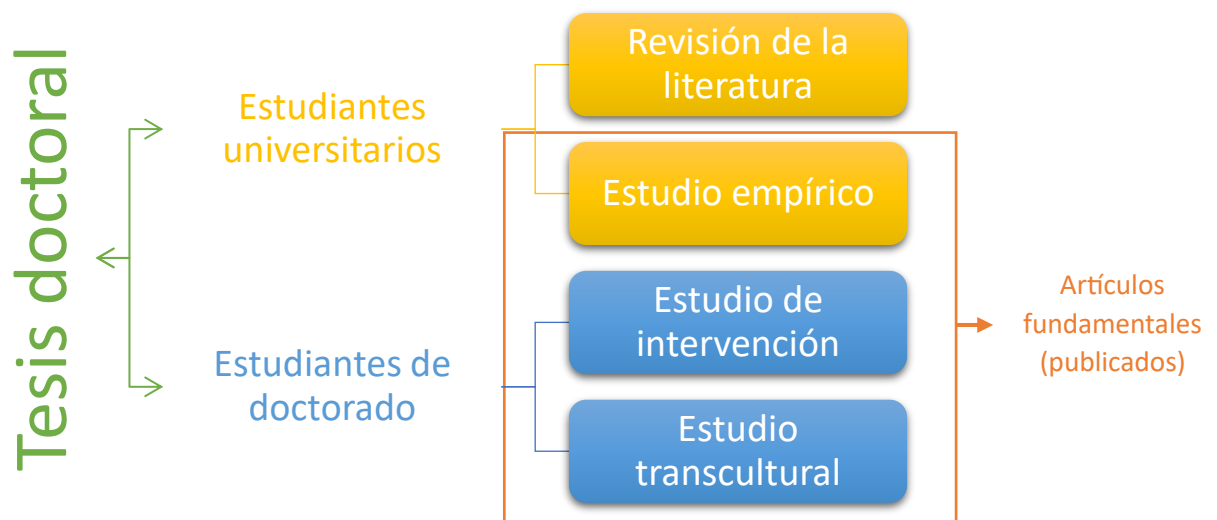 Tesis doctoral
Estudiantes
universitarios
Revisión de la
literatura
Estudio empírico
Estudiantes de
doctorado
Estudio de
intervención
Estudio
transcultural
Artículos
fundamentales
(publicados)